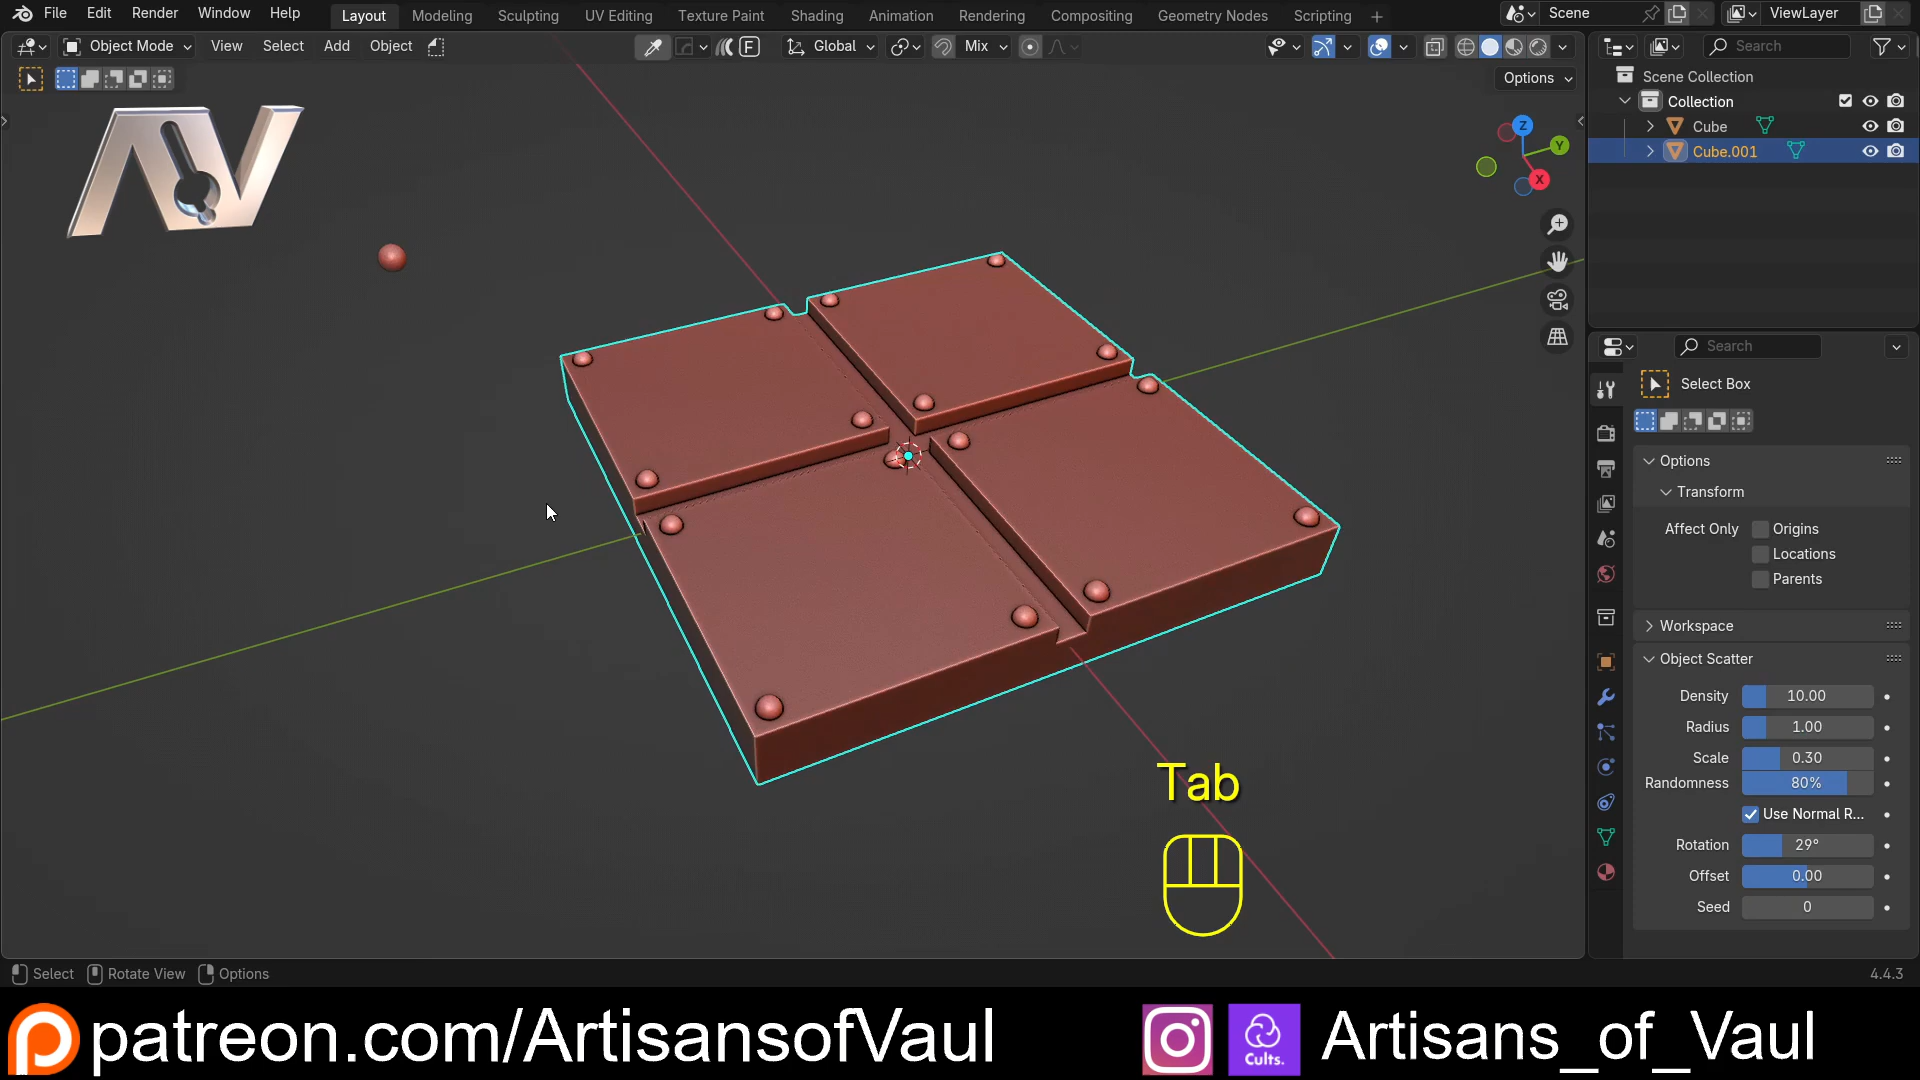 File Edit Render Window Help
Layout Modeling Sculpting UV Editing Texture Paint Shading Animation Rendering Compositing Geometry Nodes Scripting +
Scene
ViewLayer
Object Mode View Select Add Object
F
Global
Mix
Search
Options
Scene Collection
Collection
Cube
Cube.001
Z
Y
X
AV
Search
Select Box
Options
Transform
Affect Only Origins
Locations
Parents
Workspace
Object Scatter
Density 10.00
Radius 1.00
Scale 0.30
Randomness 80%
Use Normal R...
Rotation 29°
Offset 0.00
Seed 0
Tab
Select Rotate View Options
4.4.3
patreon.com/ArtisansofVaul
Cults.
Artisans_of_Vaul